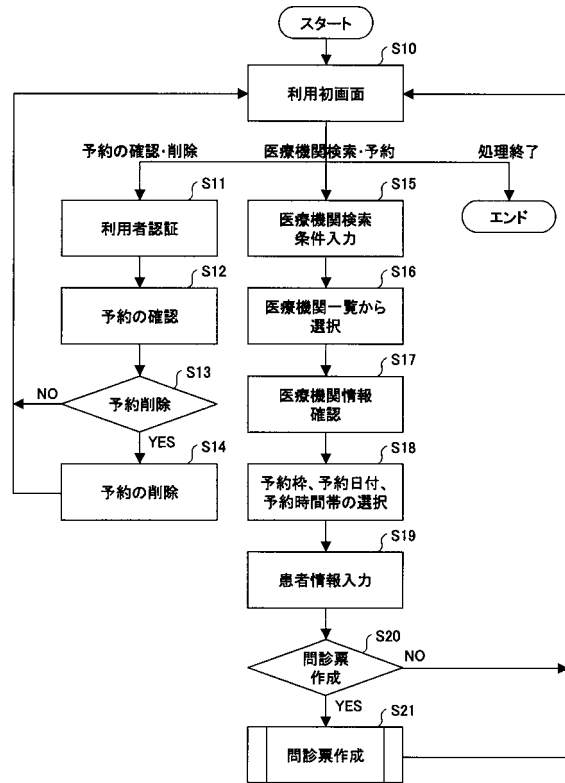 スタート
S10
利用初画面
予約の確認・削除
医療機関検索・予約
処理終了
S11
利用者認証
S15
医療機関検索
条件入力
エンド
S12
予約の確認
S16
医療機関一覧から
選択
S13
NO
予約削除
YES
S17
医療機関情報
確認
S14
予約の削除
S18
予約枠、予約日付、
予約時間帯の選択
S19
患者情報入力
S20
問診票
作成
NO
YES
S21
問診票作成